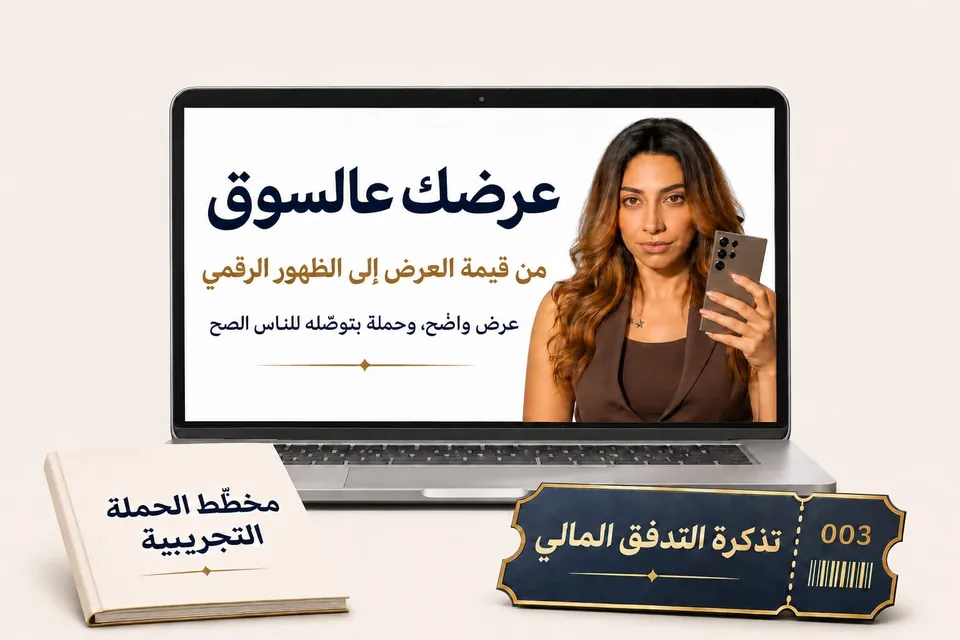 عرضك عالسوق
من قيمة العرض إلى الظهور الرقمي
عرض واضح، وحملة بتوصّله للناس الصح
مخطّط الحملة
التجريبية
تذكرة التدفق المالي
003